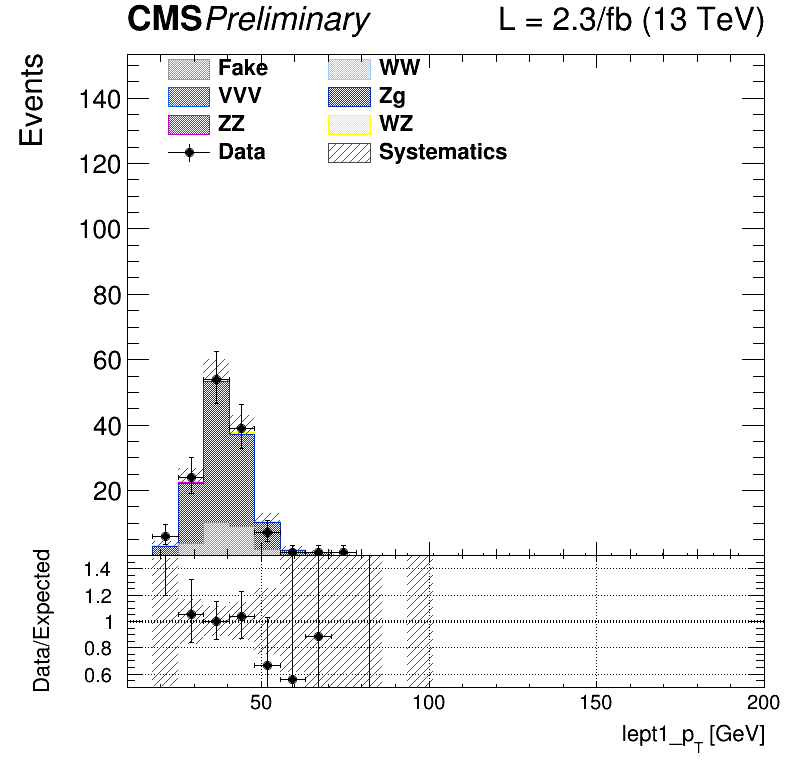 CMS Preliminary L = 2.3/fb (13 TeV)
Events
140
120
100
80
60
40
20
Fake WW
VVV Zg
ZZ WZ
Data Systematics
Data/Expected
1.4
1.2
1
0.8
0.6
50 100 150 200
lept1_p_T [GeV]